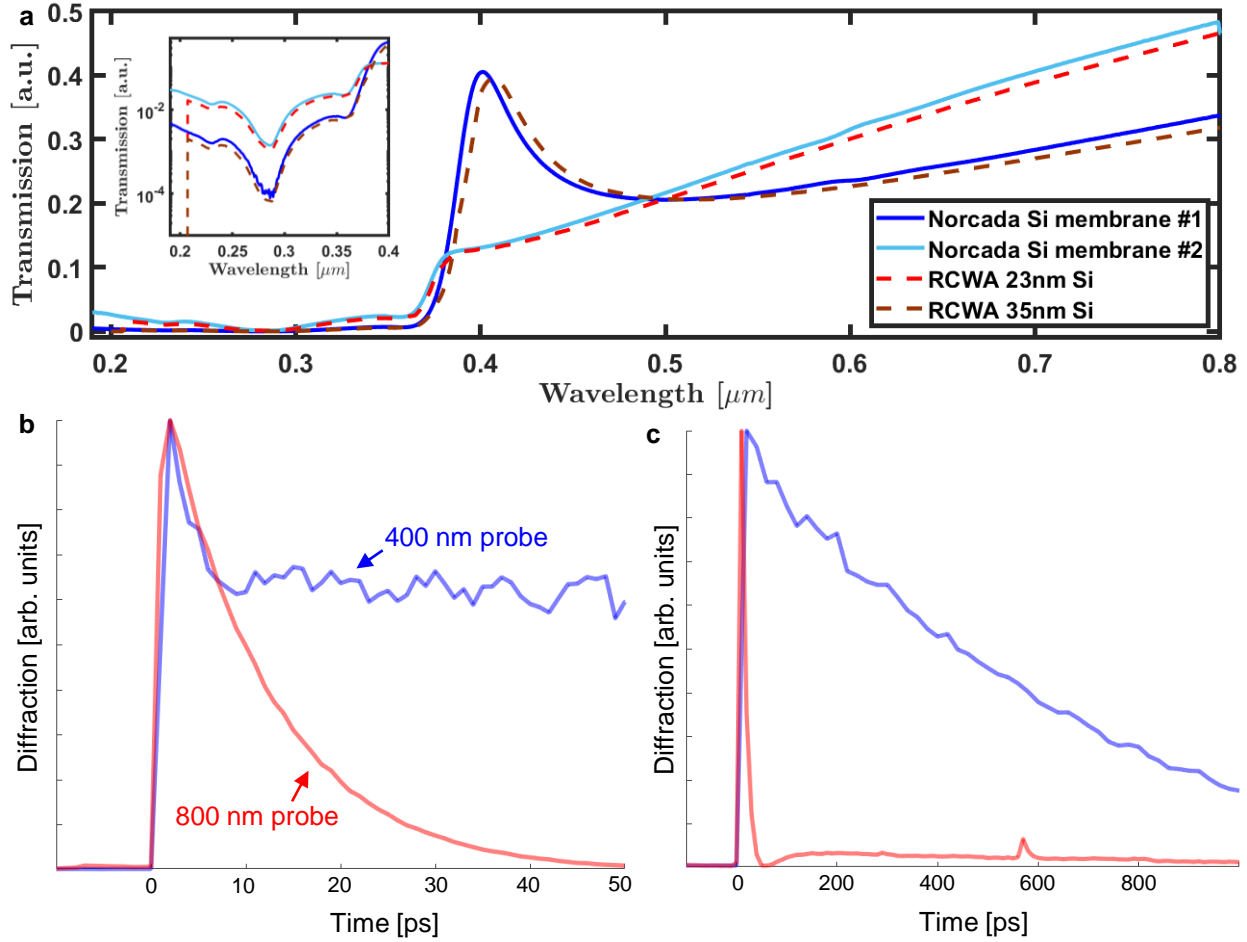 a
0.5
0.4
0.3
0.2
0.1
0
Transmission [a.u.]
0.2
0.3
0.4
0.5
0.6
0.7
0.8
Wavelength [μm]
Transmission [a.u.]
10⁻²
10⁻⁴
0.2
0.25
0.3
0.35
0.4
Wavelength [μm]
Norcada Si membrane #1
Norcada Si membrane #2
RCWA 23nm Si
RCWA 35nm Si
b
Diffraction [arb. units]
400 nm probe
800 nm probe
0
10
20
30
40
50
Time [ps]
c
Diffraction [arb. units]
0
200
400
600
800
Time [ps]